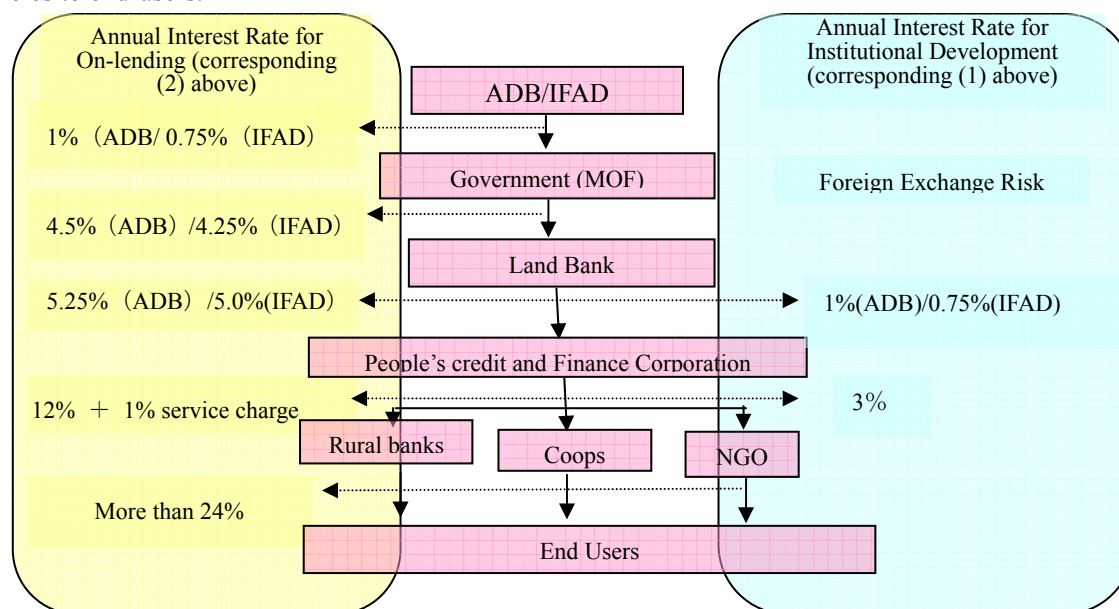 Annual Interest Rate for
On-lending (corresponding
(2) above)
1%（ADB/ 0.75%（IFAD）
4.5%（ADB）/4.25%（IFAD）
5.25%（ADB）/5.0%(IFAD）
12% ＋ 1% service charge
More than 24%
ADB/IFAD
Government (MOF)
Land Bank
People's credit and Finance Corporation
Rural banks
Coops
NGO
End Users
Annual Interest Rate for
Institutional Development
(corresponding (1) above)
Foreign Exchange Risk
1%(ADB)/0.75%(IFAD)
3%